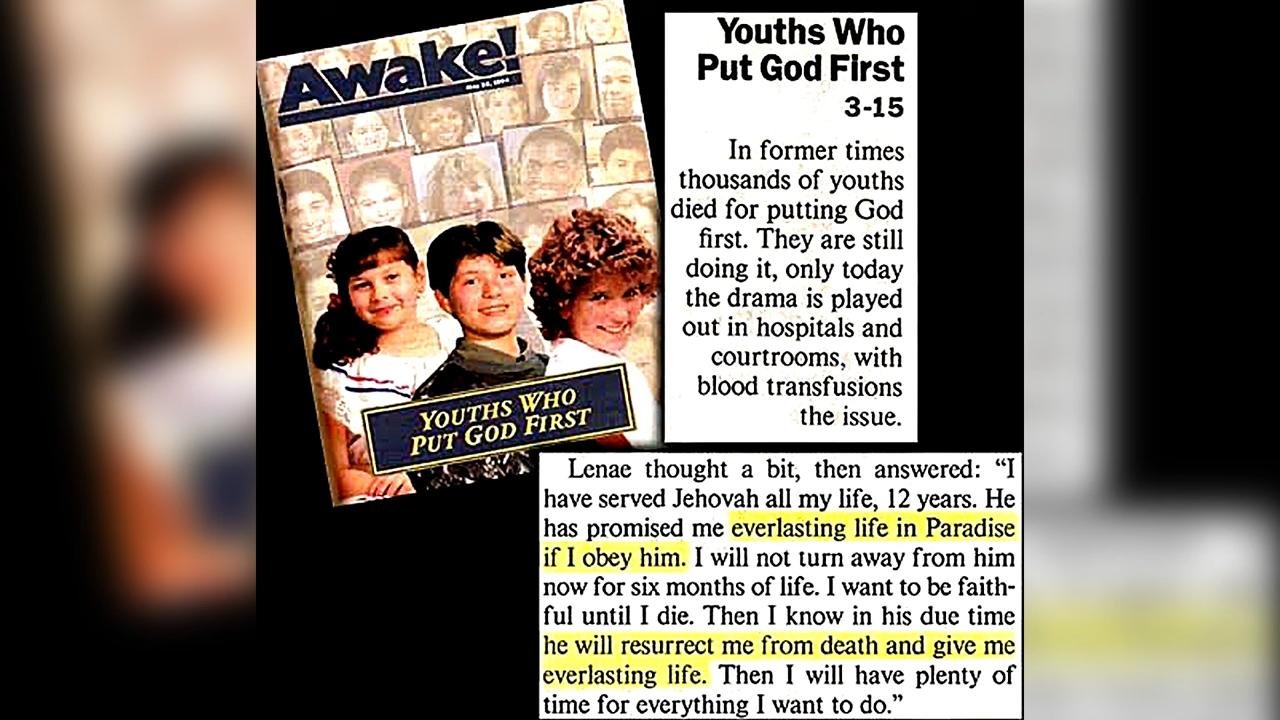 Awake!
May 22, 1994
YOUTHS WHO
PUT GOD FIRST
Youths Who
Put God First
3-15
In former times
thousands of youths
died for putting God
first. They are still
doing it, only today
the drama is played
out in hospitals and
courtrooms, with
blood transfusions
the issue.
Lenae thought a bit, then answered: “I
have served Jehovah all my life, 12 years. He
has promised me everlasting life in Paradise
if I obey him. I will not turn away from him
now for six months of life. I want to be faith-
ful until I die. Then I know in his due time
he will resurrect me from death and give me
everlasting life. Then I will have plenty of
time for everything I want to do.”